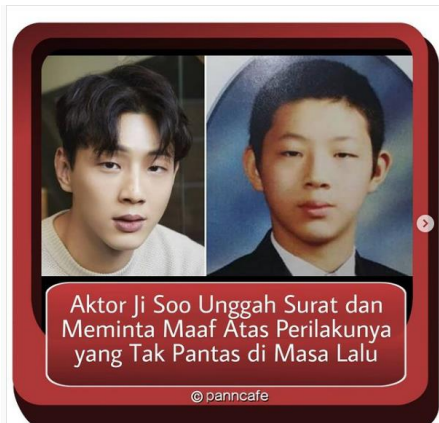 Aktor Ji Soo Unggah Surat dan
Meminta Maaf Atas Perilakunya
yang Tak Pantas di Masa Lalu
© panncafe